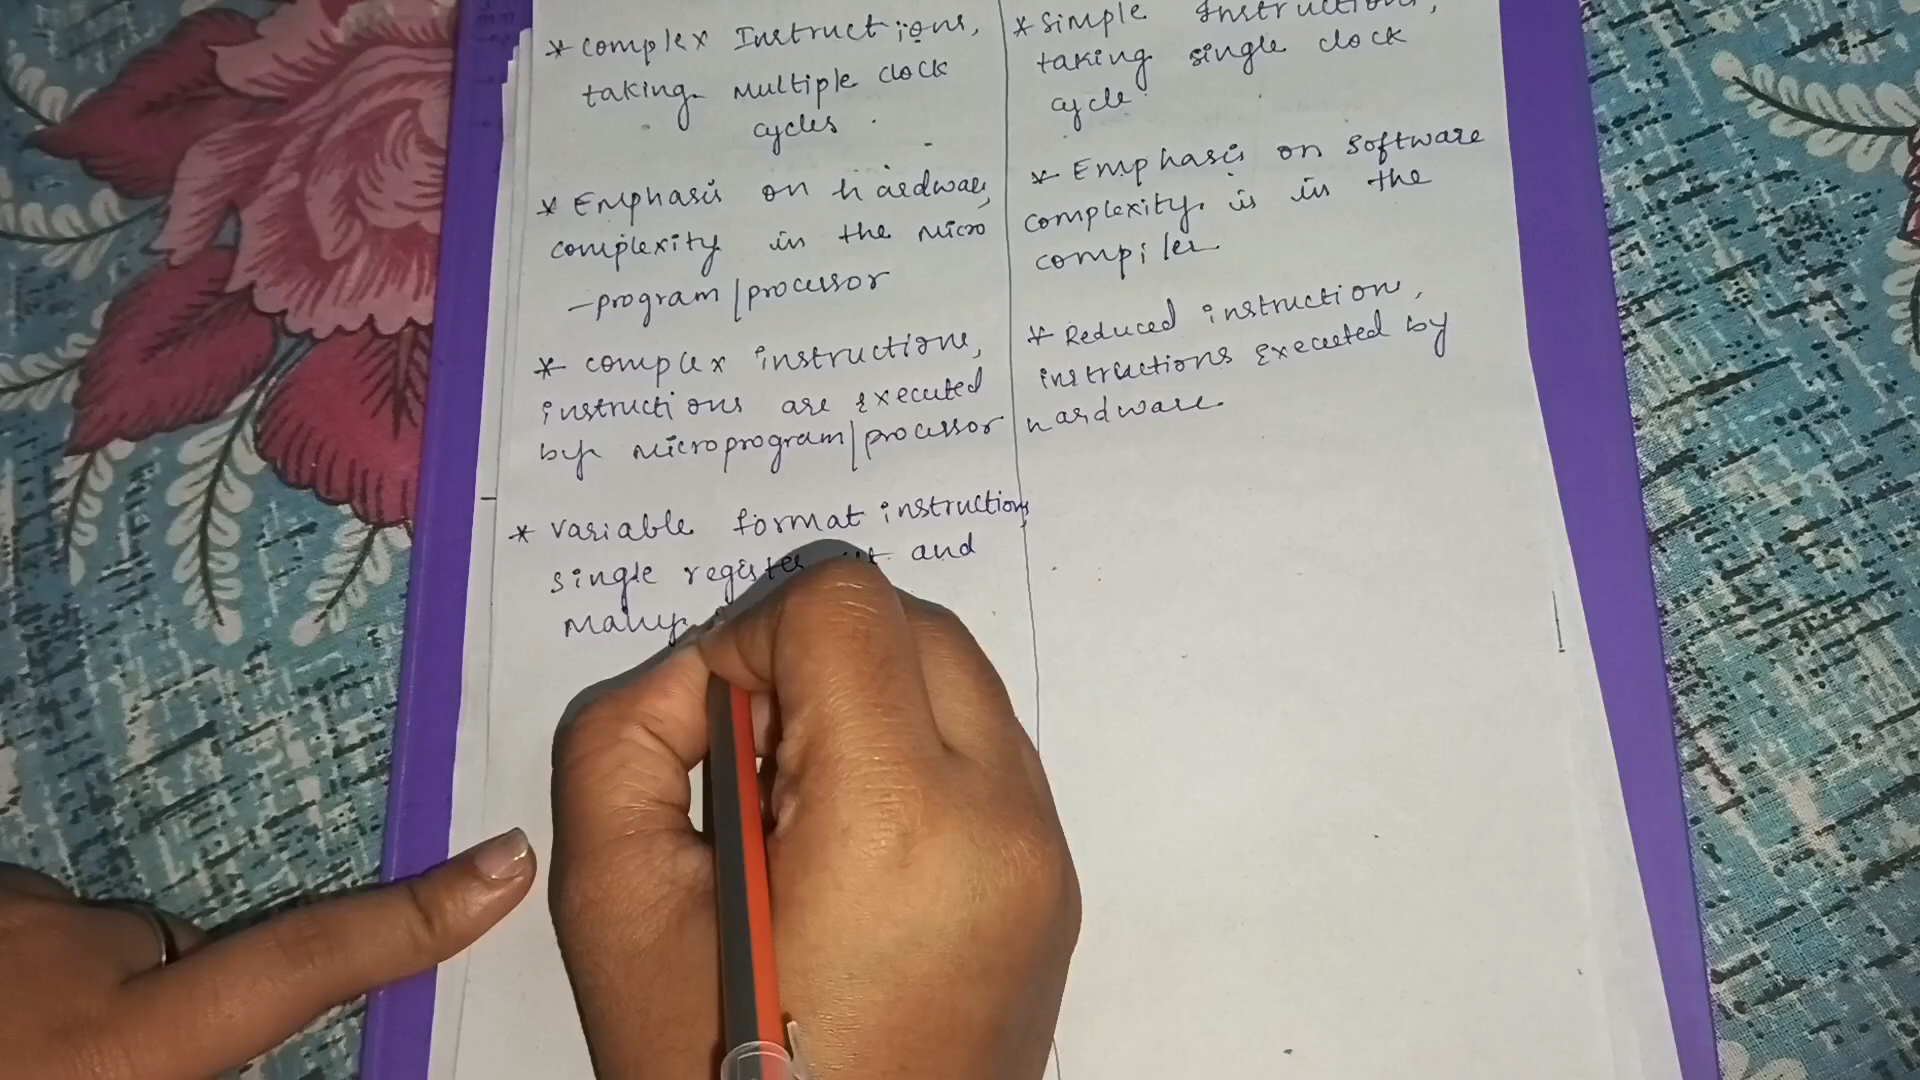 * complex Instructions,
taking multiple clock
cycles.
* Emphasis on hardware,
complexity in the micro
-program/processor
* complex instructions,
instructions are executed
by microprogram/processor
* variable format instructions
single register and
many
* simple Instructions,
taking single clock
cycle.
* Emphasis on software
complexity is in the
compiler
* Reduced instructions,
instructions executed by
hardware.